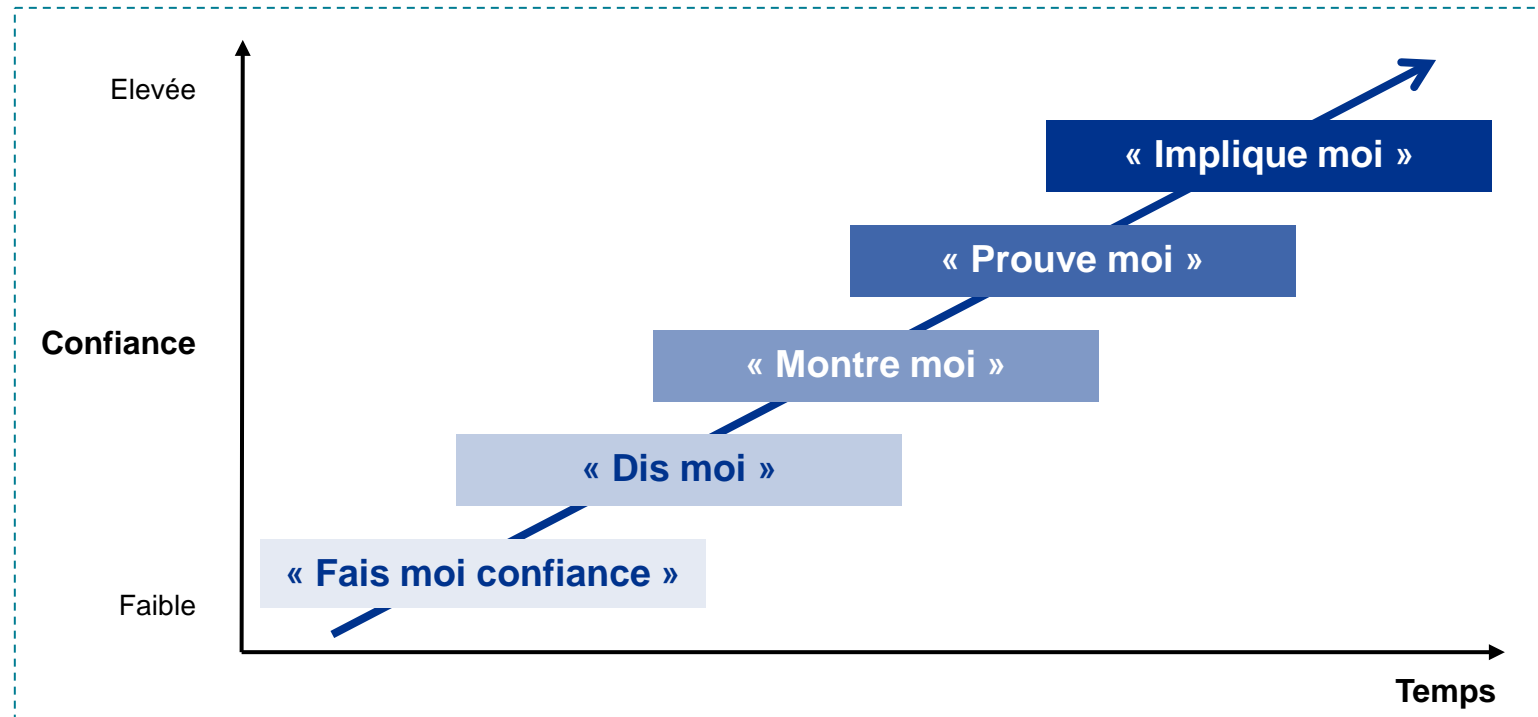 Elevée
« Implique moi »
« Prouve moi »
Confiance
« Montre moi »
« Dis moi »
« Fais moi confiance »
Faible
Temps